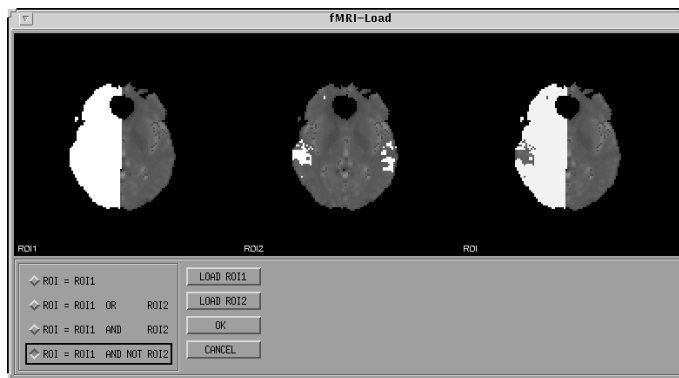 fMRI-Load
ROI1
ROI2
ROI
ROI = ROI1
ROI = ROI1 OR ROI2
ROI = ROI1 AND ROI2
ROI = ROI1 AND NOT ROI2
LOAD ROI1
LOAD ROI2
OK
CANCEL